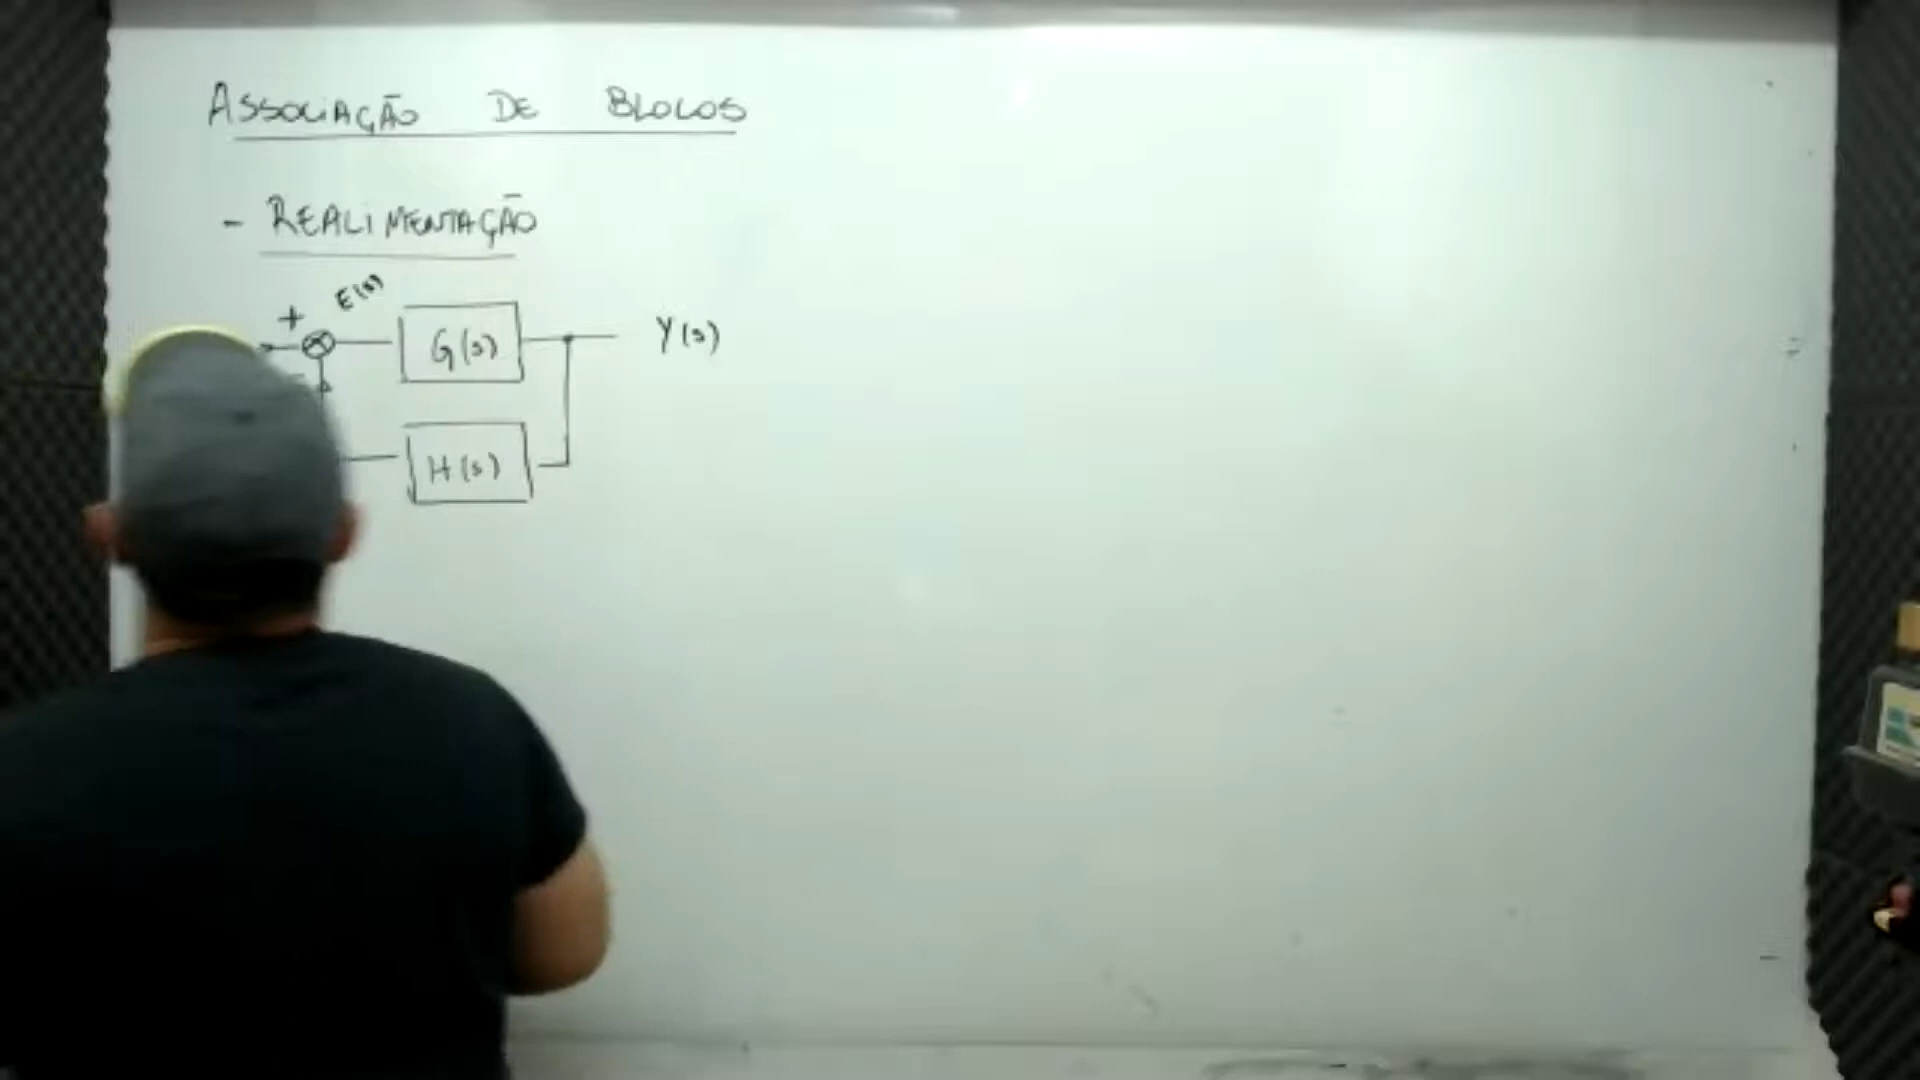 ASSOCIAÇÃO DE BLOCOS
- REALIMENTAÇÃO
+ E(s)
G(s) Y(s)
-
H(s)